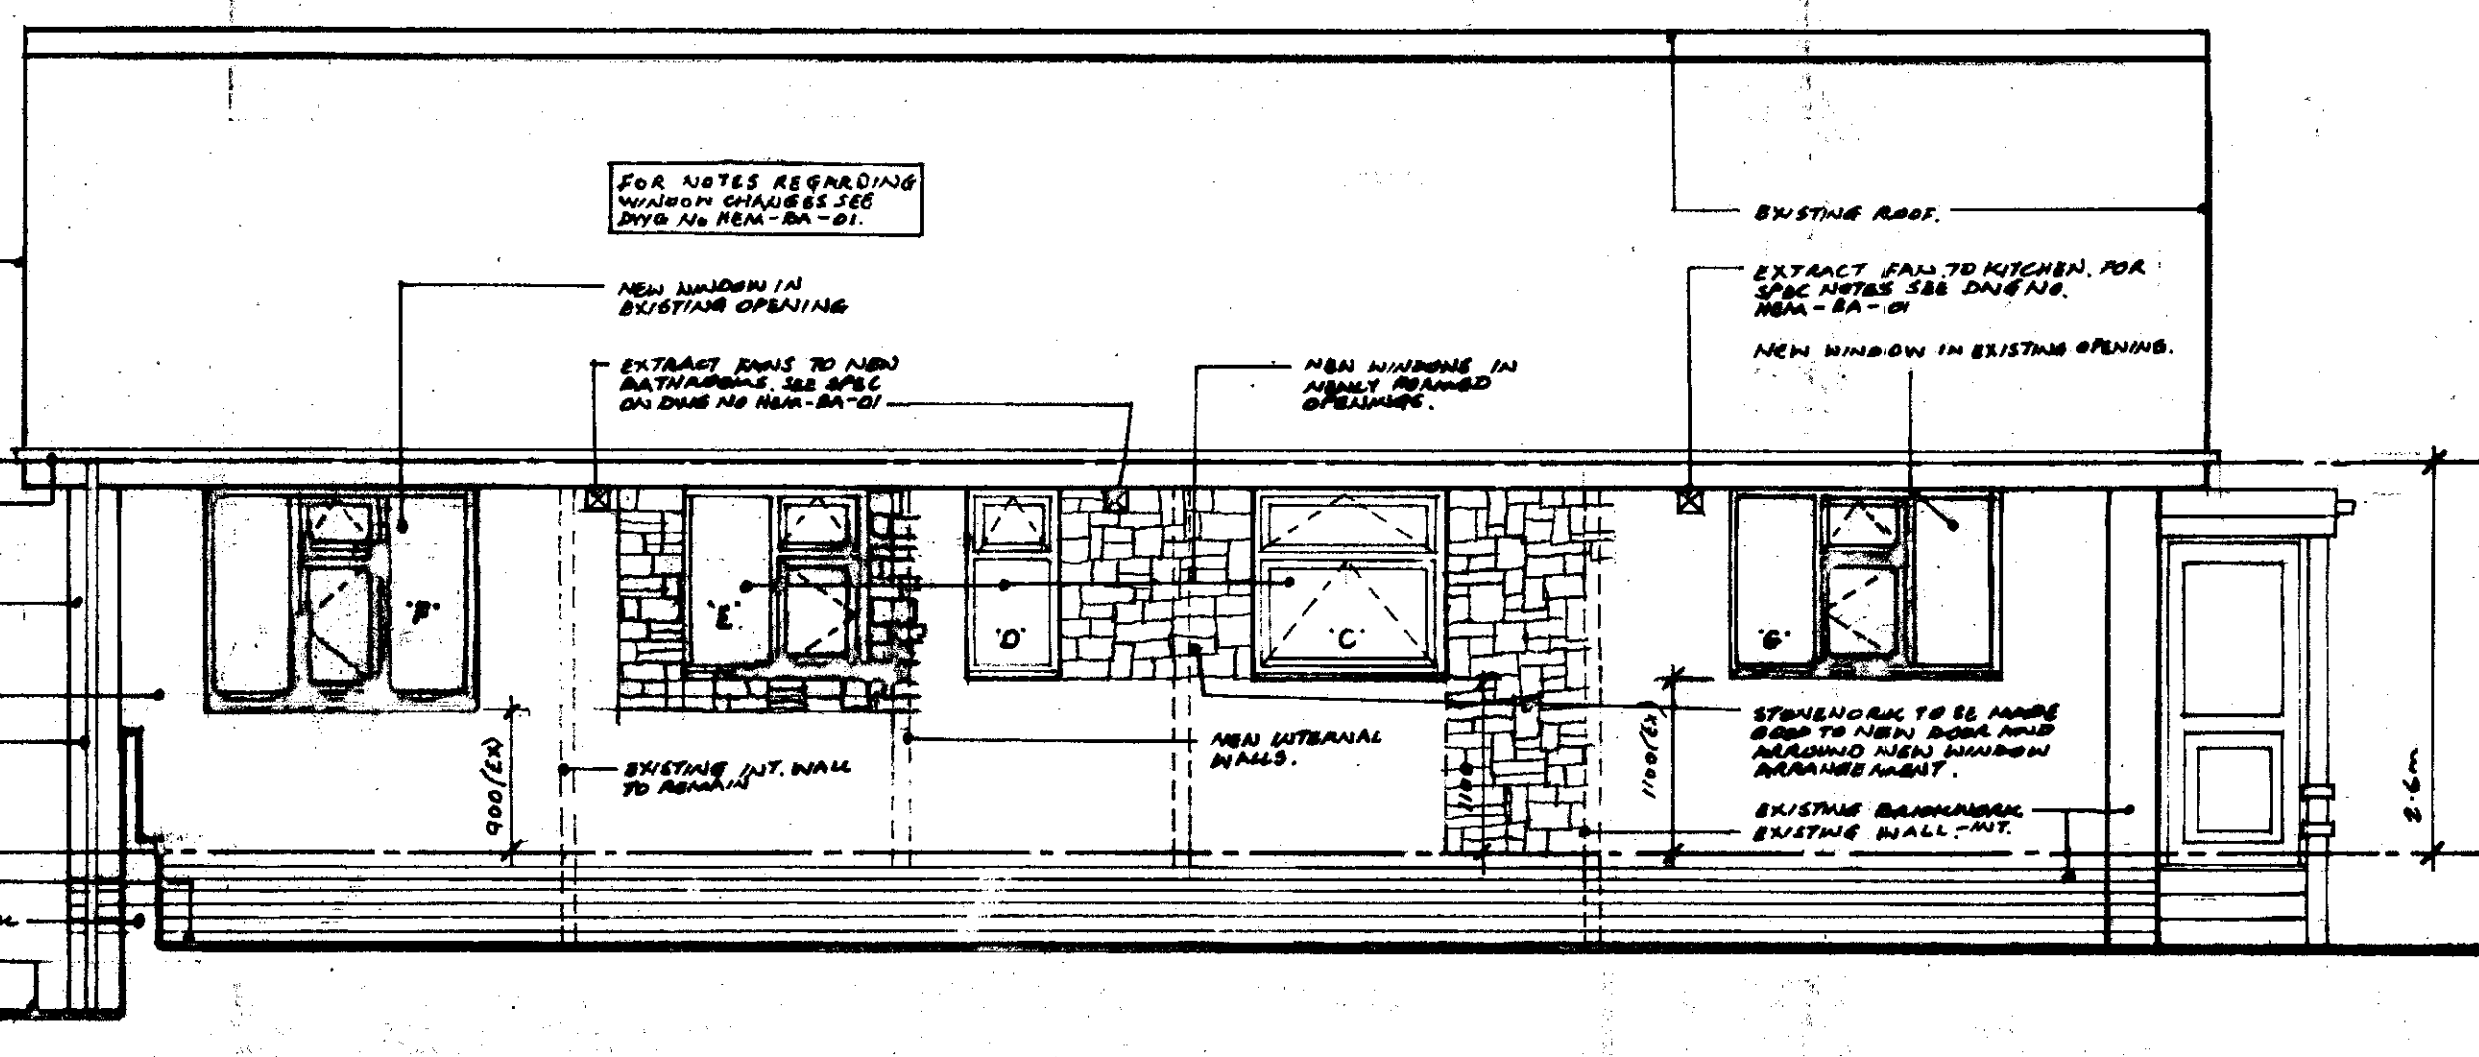 FOR NOTES REGARDING
WINDOW CHANGES SEE
DWG No HEM-BA-01.
EXISTING ROOF.
NEW WINDOW IN
EXISTING OPENING
EXTRACT FAN TO KITCHEN. FOR
SPEC NOTES SEE DWG NO.
HEM-BA-01
NEW WINDOW IN EXISTING OPENING.
EXTRACT FANS TO NEW
BATHROOMS. SEE SPEC
ON DWG NO HEM-BA-01
NEW WINDOWS IN
NEWLY FORMED
OPENINGS.
'F'
'E'
'D'
'C'
'G'
900(EX)
EXISTING INT. WALL
TO REMAIN
NEW INTERNAL
WALLS.
1100
1100(EX)
STONEWORK TO BE MADE
GOOD TO NEW DOOR AND
ARROUND NEW WINDOW
ARRANGEMENT.
EXISTING BRICKWORK
EXISTING WALL-INT.
2.6m